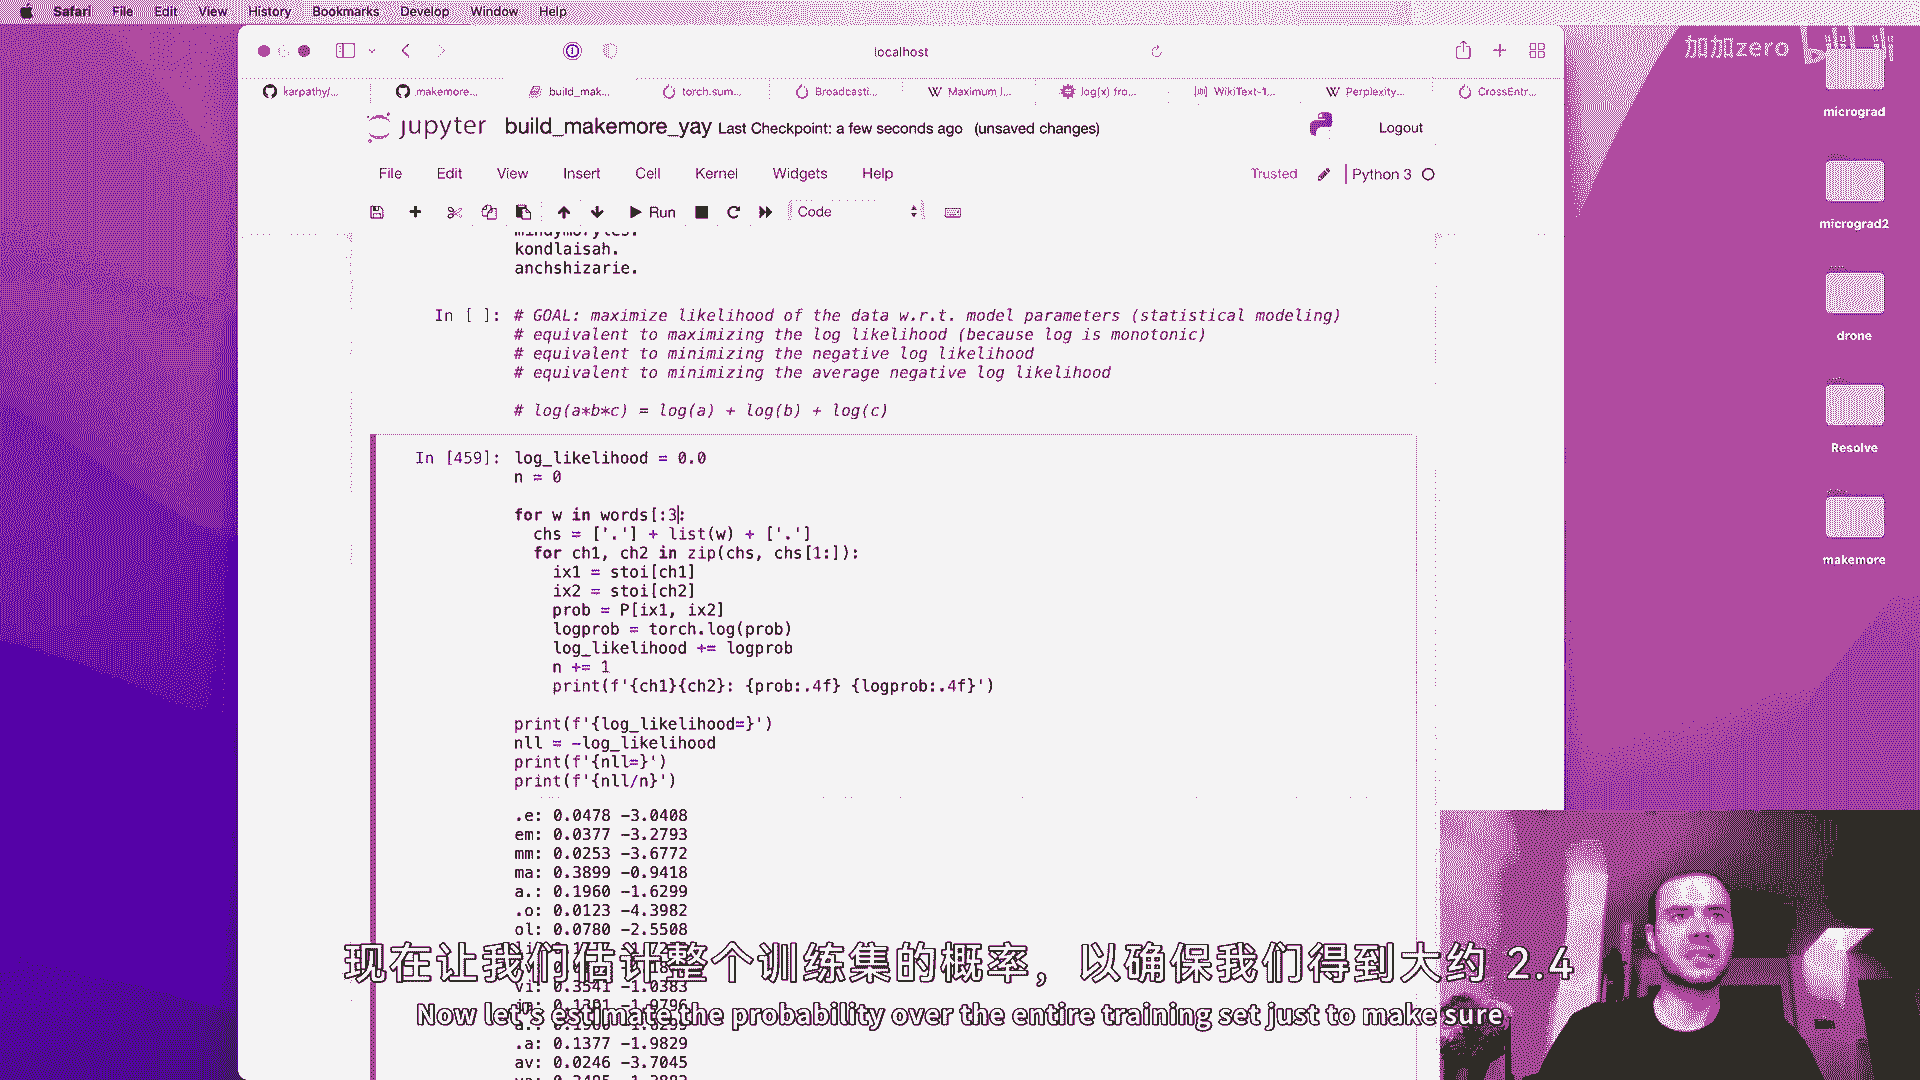 Safari File Edit View History Bookmarks Develop Window Help
localhost
加加zero
karpathy/... makemore... build_mak... torch.sum... Broadcasti... Maximum l... log(x) fro... WikiText-1... Perplexity... CrossEntr...
jupyter build_makemore_yay Last Checkpoint: a few seconds ago (unsaved changes) Logout
File Edit View Insert Cell Kernel Widgets Help Trusted Python 3
Run Code
micrograd
micrograd2
drone
Resolve
makemore
kondlaisah.
anchshizarie.
In [ ]: # GOAL: maximize likelihood of the data w.r.t. model parameters (statistical modeling)
# equivalent to maximizing the log likelihood (because log is monotonic)
# equivalent to minimizing the negative log likelihood
# equivalent to minimizing the average negative log likelihood
# log(a*b*c) = log(a) + log(b) + log(c)
In [459]: log_likelihood = 0.0
n = 0
for w in words[:3:
chs = ['.'] + list(w) + ['.']
for ch1, ch2 in zip(chs, chs[1:]):
ix1 = stoi[ch1]
ix2 = stoi[ch2]
prob = P[ix1, ix2]
logprob = torch.log(prob)
log_likelihood += logprob
n += 1
print(f'{ch1}{ch2}: {prob:.4f} {logprob:.4f}')
print(f'{log_likelihood=}')
nll = -log_likelihood
print(f'{nll=}')
print(f'{nll/n}')
.e: 0.0478 -3.0408
em: 0.0377 -3.2793
mm: 0.0253 -3.6772
ma: 0.3899 -0.9418
a.: 0.1960 -1.6299
.o: 0.0123 -4.3982
ol: 0.0780 -2.5508
现在让我们估计整个训练集的概率，以确保我们得到大约 2.4
vi: 0.3541 -1.0383
Now let's estimate the probability over the entire training set just to make sure
.a: 0.1377 -1.9829
av: 0.0246 -3.7045